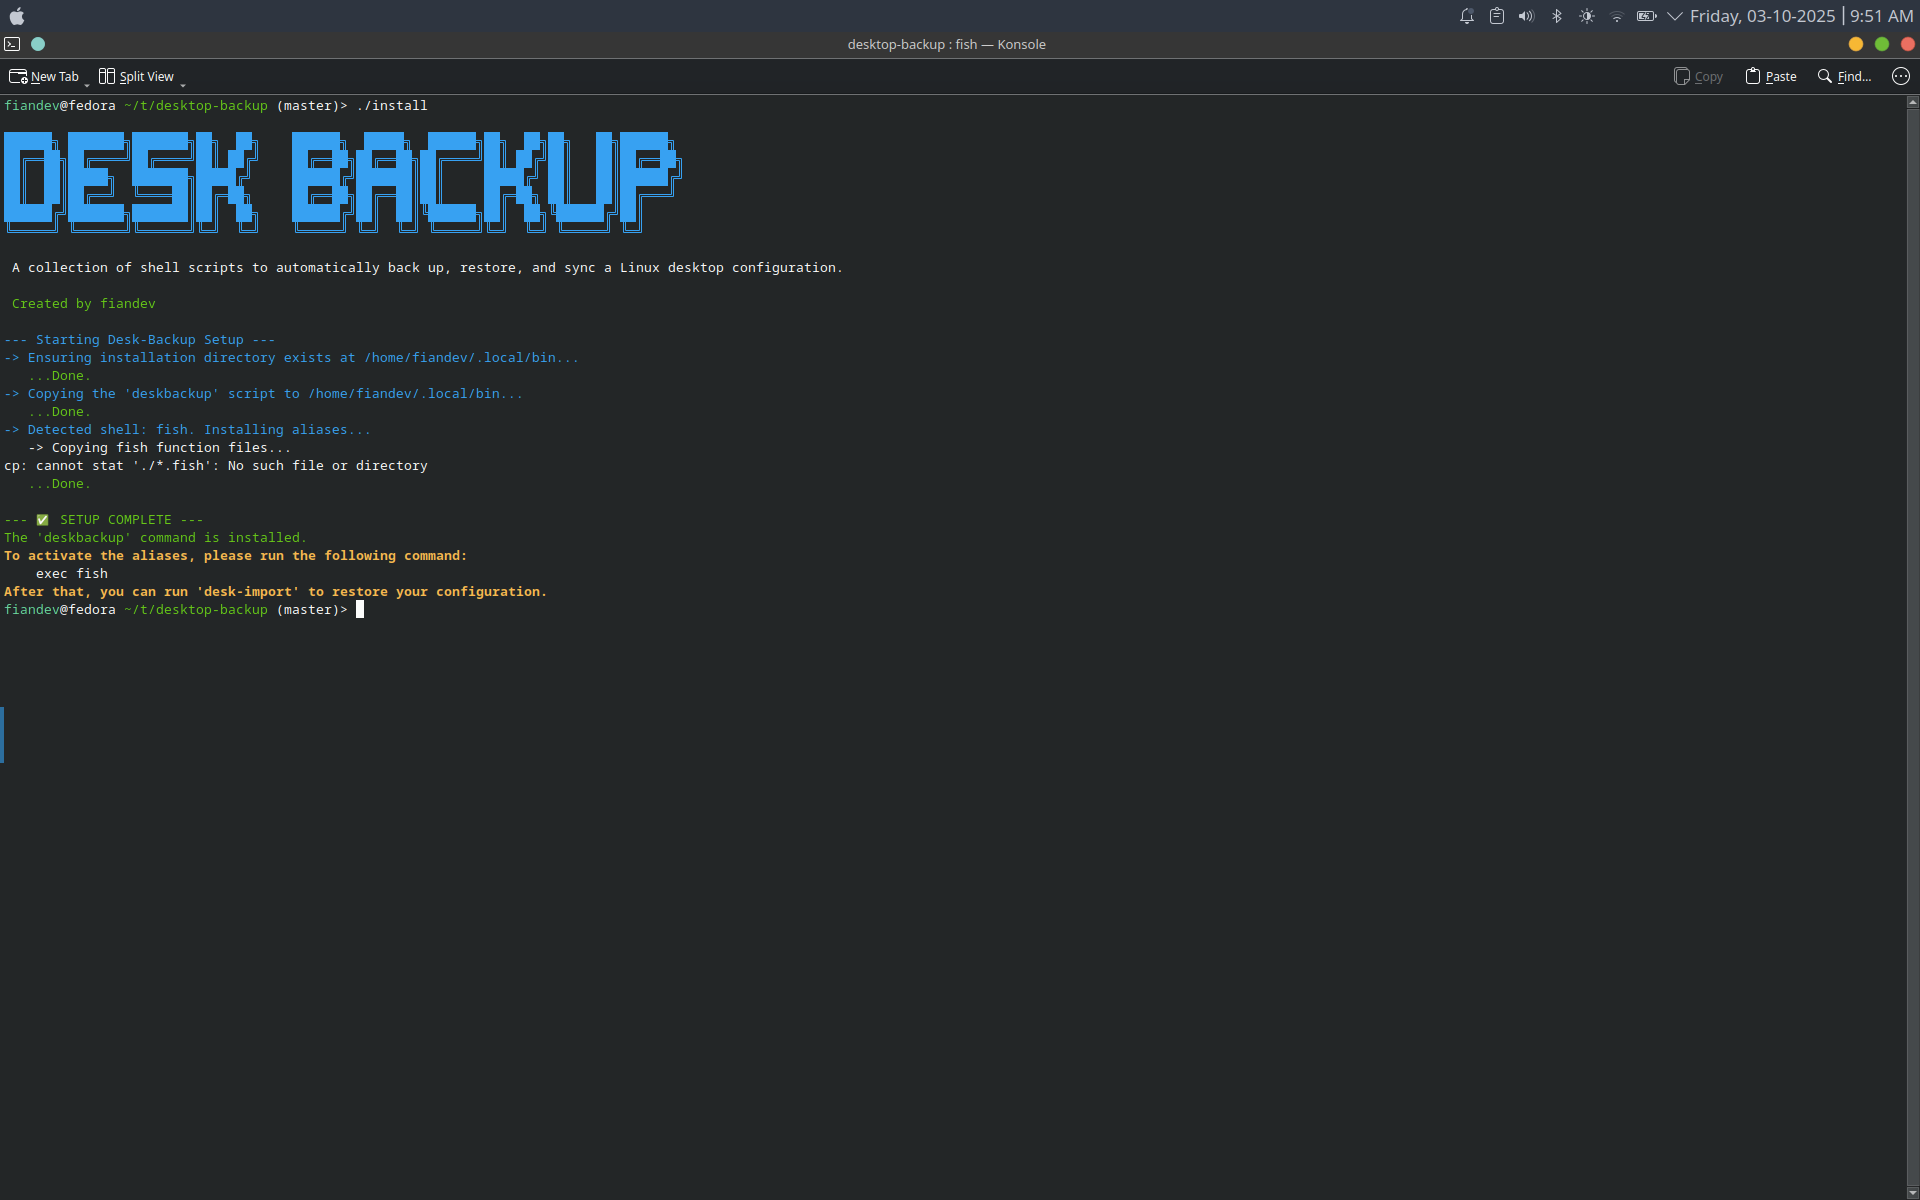 Friday, 03-10-2025 | 9:51 AM
desktop-backup : fish — Konsole
New Tab Split View Copy Paste Find...
fiandev@fedora ~/t/desktop-backup (master)> ./install
DESK BACKUP
A collection of shell scripts to automatically back up, restore, and sync a Linux desktop configuration.
Created by fiandev
--- Starting Desk-Backup Setup ---
-> Ensuring installation directory exists at /home/fiandev/.local/bin...
...Done.
-> Copying the 'deskbackup' script to /home/fiandev/.local/bin...
...Done.
-> Detected shell: fish. Installing aliases...
-> Copying fish function files...
cp: cannot stat './*.fish': No such file or directory
...Done.
--- ✅ SETUP COMPLETE ---
The 'deskbackup' command is installed.
To activate the aliases, please run the following command:
exec fish
After that, you can run 'desk-import' to restore your configuration.
fiandev@fedora ~/t/desktop-backup (master)>